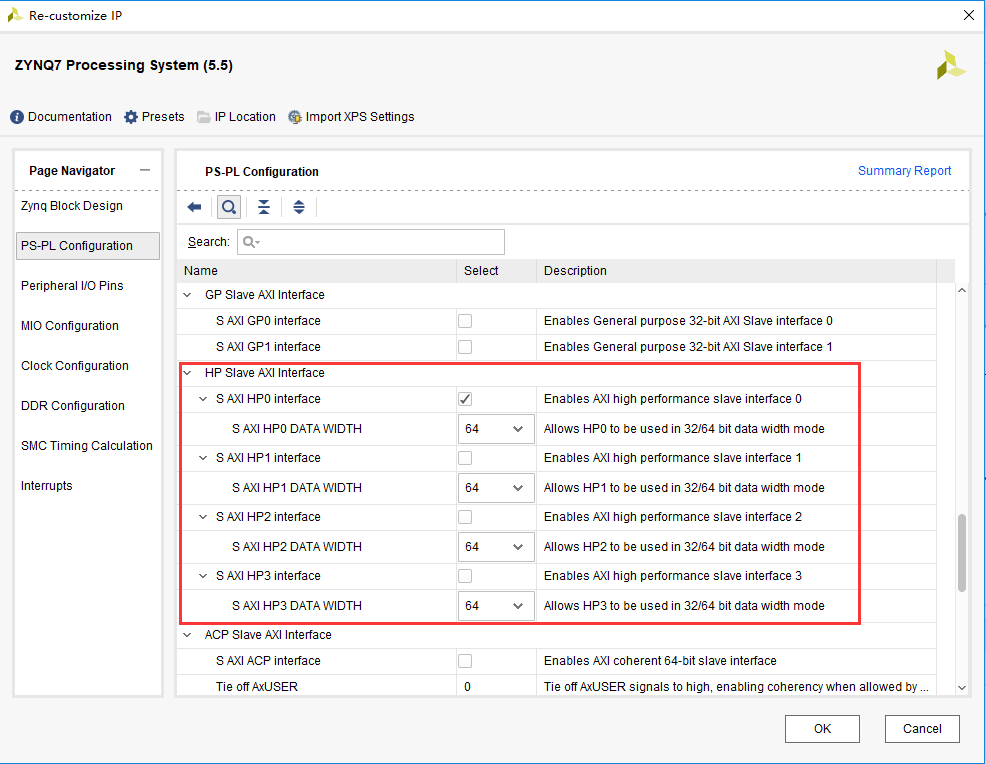 Re-customize IP
ZYNQ7 Processing System (5.5)
Documentation Presets IP Location Import XPS Settings
Page Navigator
Zynq Block Design
PS-PL Configuration
Peripheral I/O Pins
MIO Configuration
Clock Configuration
DDR Configuration
SMC Timing Calculation
Interrupts
PS-PL Configuration Summary Report
Search:
Name Select Description
GP Slave AXI Interface
S AXI GP0 interface Enables General purpose 32-bit AXI Slave interface 0
S AXI GP1 interface Enables General purpose 32-bit AXI Slave interface 1
HP Slave AXI Interface
S AXI HP0 interface Enables AXI high performance slave interface 0
S AXI HP0 DATA WIDTH 64 Allows HP0 to be used in 32/64 bit data width mode
S AXI HP1 interface Enables AXI high performance slave interface 1
S AXI HP1 DATA WIDTH 64 Allows HP1 to be used in 32/64 bit data width mode
S AXI HP2 interface Enables AXI high performance slave interface 2
S AXI HP2 DATA WIDTH 64 Allows HP2 to be used in 32/64 bit data width mode
S AXI HP3 interface Enables AXI high performance slave interface 3
S AXI HP3 DATA WIDTH 64 Allows HP3 to be used in 32/64 bit data width mode
ACP Slave AXI Interface
S AXI ACP interface Enables AXI coherent 64-bit slave interface
Tie off AxUSER 0 Tie off AxUSER signals to high, enabling coherency when allowed by ...
OK Cancel